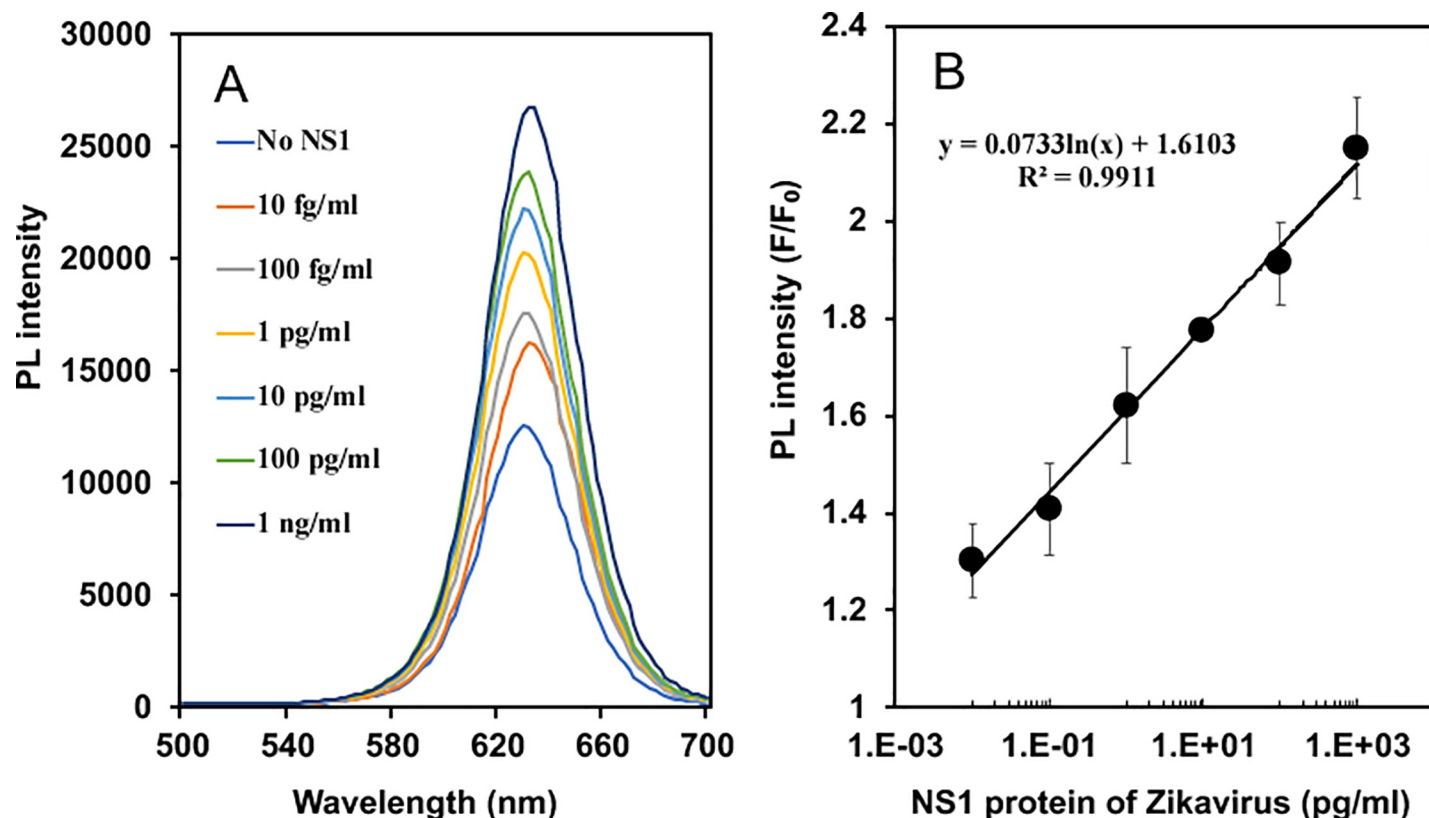 A
30000
25000
20000
15000
10000
5000
0
PL intensity
No NS1
10 fg/ml
100 fg/ml
1 pg/ml
10 pg/ml
100 pg/ml
1 ng/ml
500 540 580 620 660 700
Wavelength (nm)
B
2.4
2.2
2
1.8
1.6
1.4
1.2
1
PL intensity (F/F₀)
y = 0.0733ln(x) + 1.6103
R² = 0.9911
1.E-03 1.E-01 1.E+01 1.E+03
NS1 protein of Zikavirus (pg/ml)